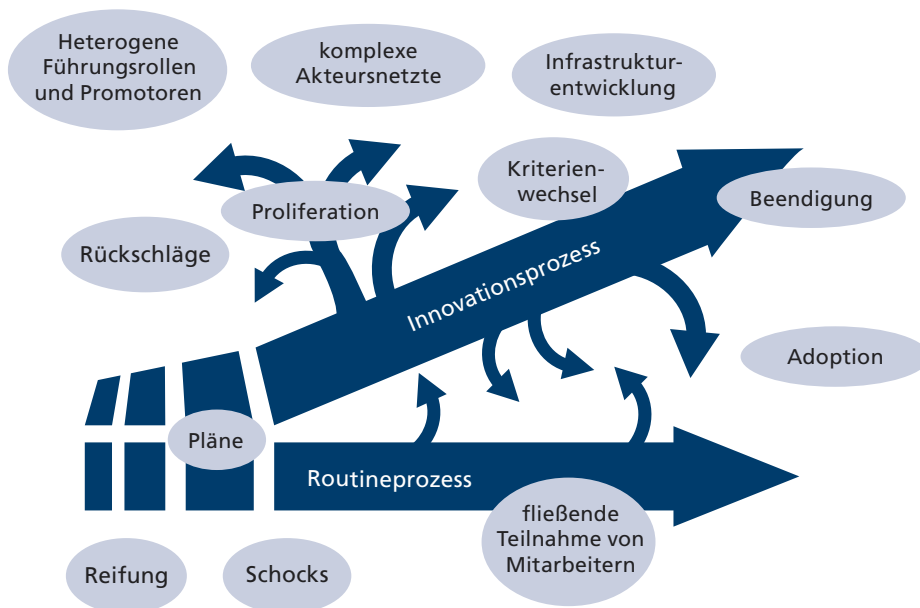 Heterogene
Führungsrollen
und Promotoren
komplexe
Akteursnetzte
Infrastruktur-
entwicklung
Kriterien-
wechsel
Proliferation
Beendigung
Rückschläge
Innovationsprozess
Adoption
Pläne
Routineprozess
fließende
Teilnahme von
Mitarbeitern
Reifung
Schocks